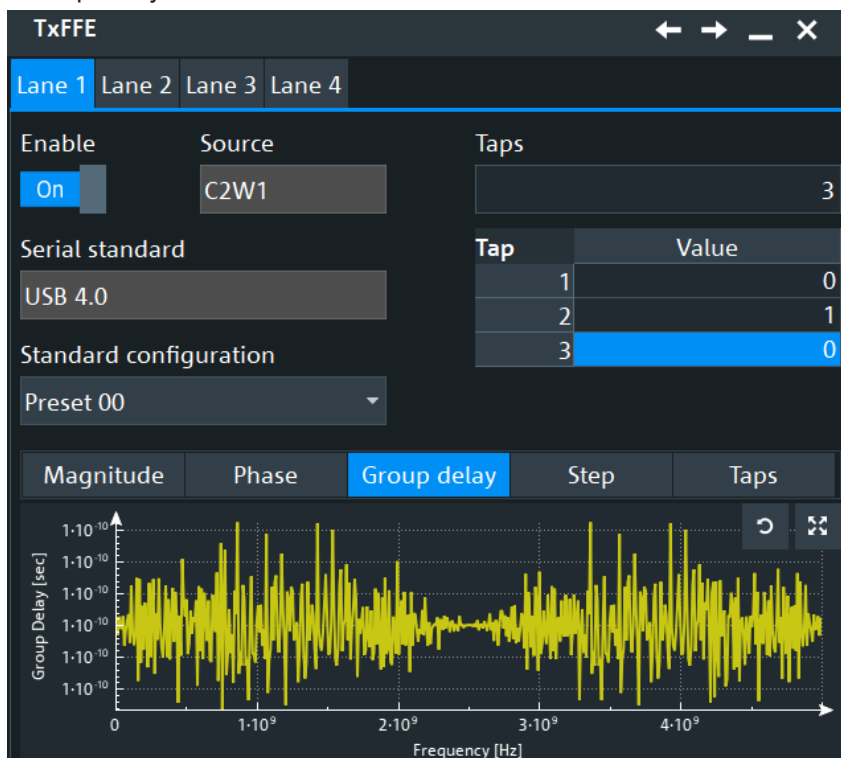 TxFFE
Lane 1 Lane 2 Lane 3 Lane 4
Enable Source Taps
On C2W1 3
Serial standard Tap Value
USB 4.0 1 0
2 1
Standard configuration 3 0
Preset 00
Magnitude Phase Group delay Step Taps
Group Delay [sec]
1·10⁻¹⁰
1·10⁻¹⁰
1·10⁻¹⁰
1·10⁻¹⁰
1·10⁻¹⁰
1·10⁻¹⁰
0 1·10⁹ 2·10⁹ 3·10⁹ 4·10⁹
Frequency [Hz]